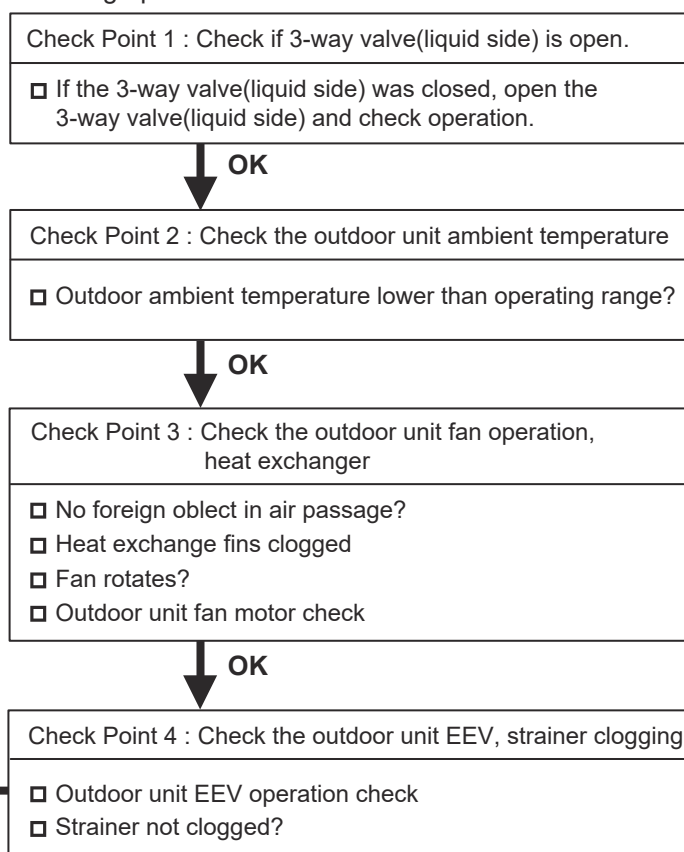 Check Point 1 : Check if 3-way valve(liquid side) is open.
If the 3-way valve(liquid side) was closed, open the
3-way valve(liquid side) and check operation.
OK
Check Point 2 : Check the outdoor unit ambient temperature
Outdoor ambient temperature lower than operating range?
OK
Check Point 3 : Check the outdoor unit fan operation,
heat exchanger
No foreign oblect in air passage?
Heat exchange fins clogged
Fan rotates?
Outdoor unit fan motor check
OK
Check Point 4 : Check the outdoor unit EEV, strainer clogging
Outdoor unit EEV operation check
Strainer not clogged?